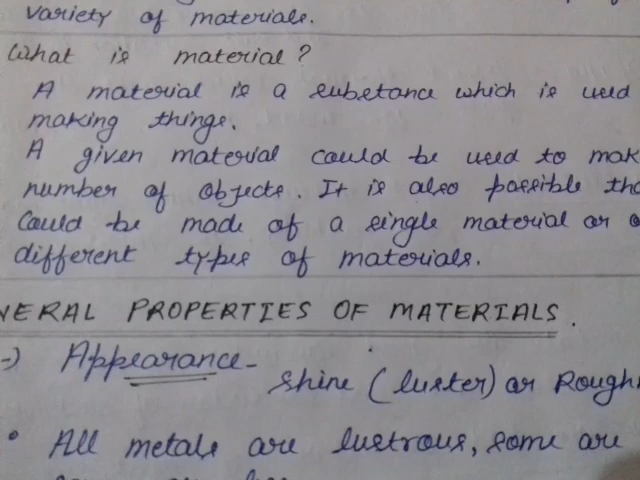 variety of materials.
What is material?
A material is a substance which is used
making things.
A given material could be used to mak
number of objects. It is also possible tha
could be made of a single material or o
different types of materials.
NERAL PROPERTIES OF MATERIALS.
-) Appearance- Shine (luster) or Rough
• All metals are lustrous, some are